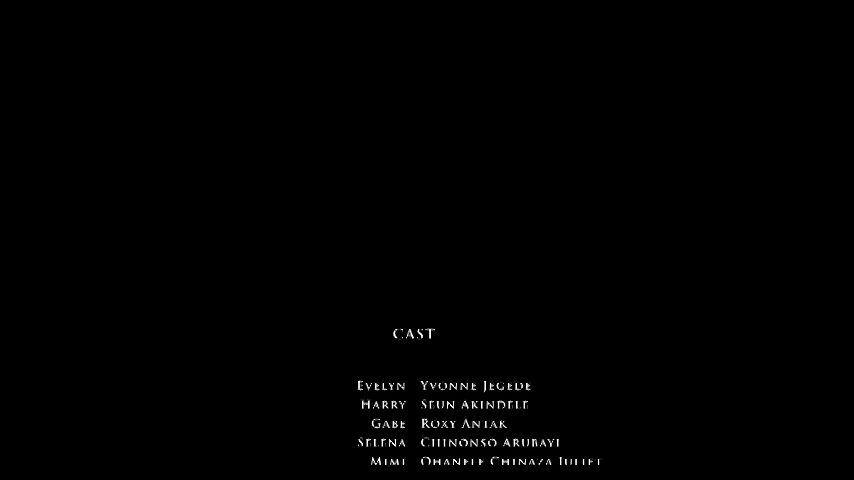 CAST
EVELYN YVONNE JEGEDE
HARRY SEUN AKINDELE
GABE ROXY ANTAK
SELENA CHINONSO ARUBAYI
MIMI OHANELE CHINAZA JULIET